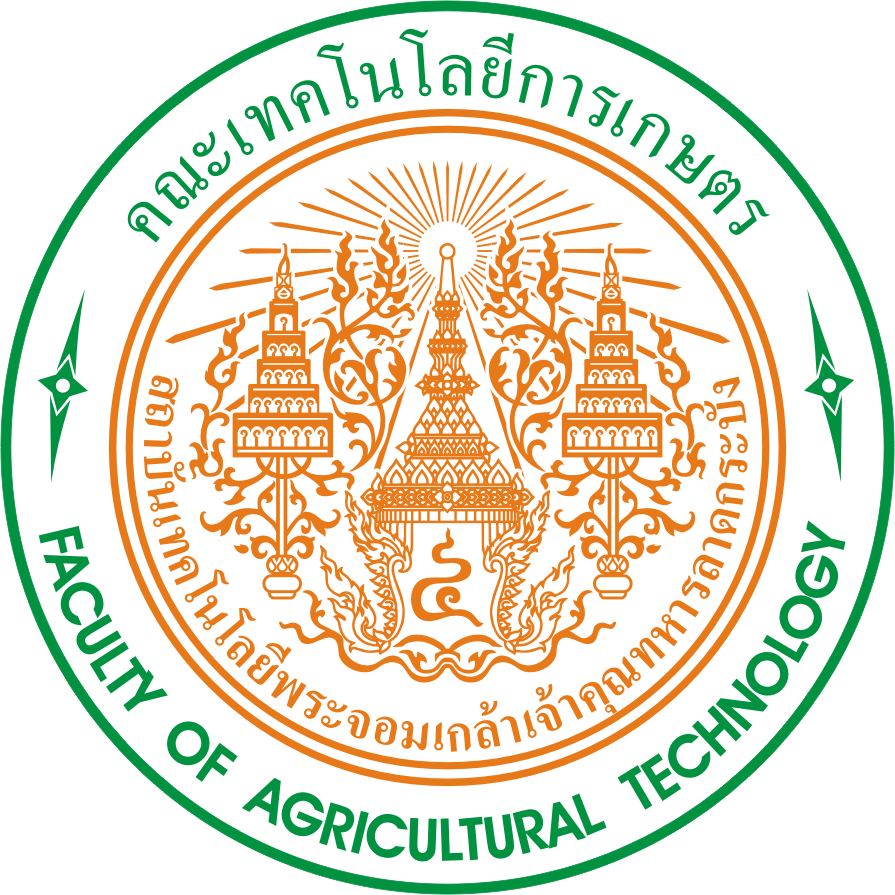 คณะเทคโนโลยีการเกษตร
สถาบันเทคโนโลยีพระจอมเกล้าเจ้าคุณทหารลาดกระบัง
๔
FACULTY OF AGRICULTURAL TECHNOLOGY